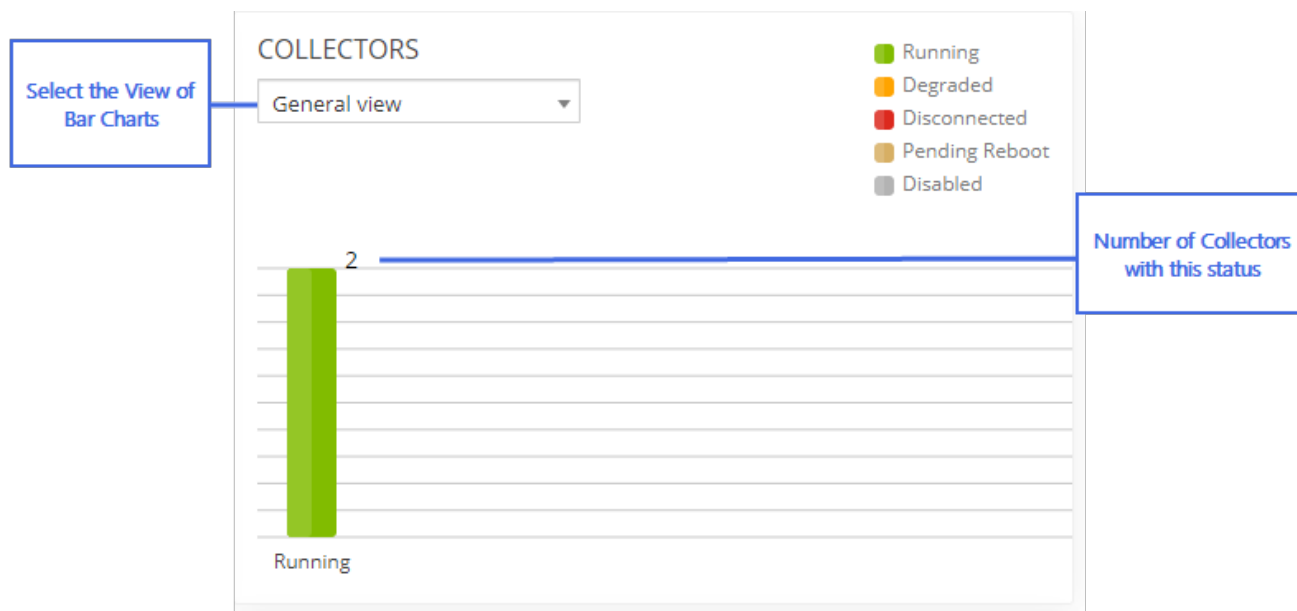 COLLECTORS
Running
Degraded
Disconnected
Pending Reboot
Disabled
Select the View of
Bar Charts
General view
Number of Collectors
with this status
2
Running